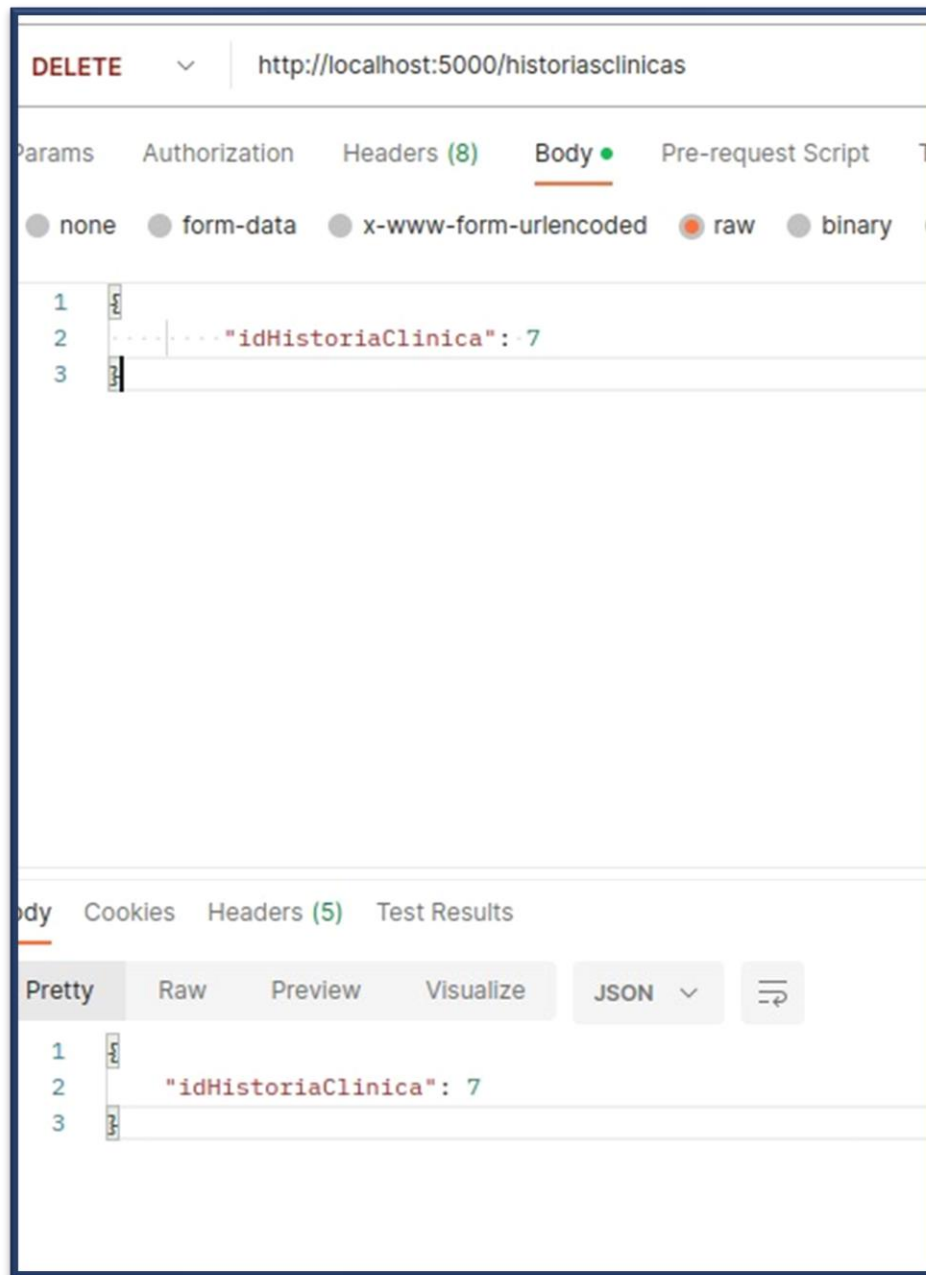 DELETE http://localhost:5000/historiasclinicas
Params Authorization Headers (8) Body Pre-request Script T
none form-data x-www-form-urlencoded raw binary
1 {
2 "idHistoriaClinica": 7
3 }
ody Cookies Headers (5) Test Results
Pretty Raw Preview Visualize JSON
1 {
2 "idHistoriaClinica": 7
3 }